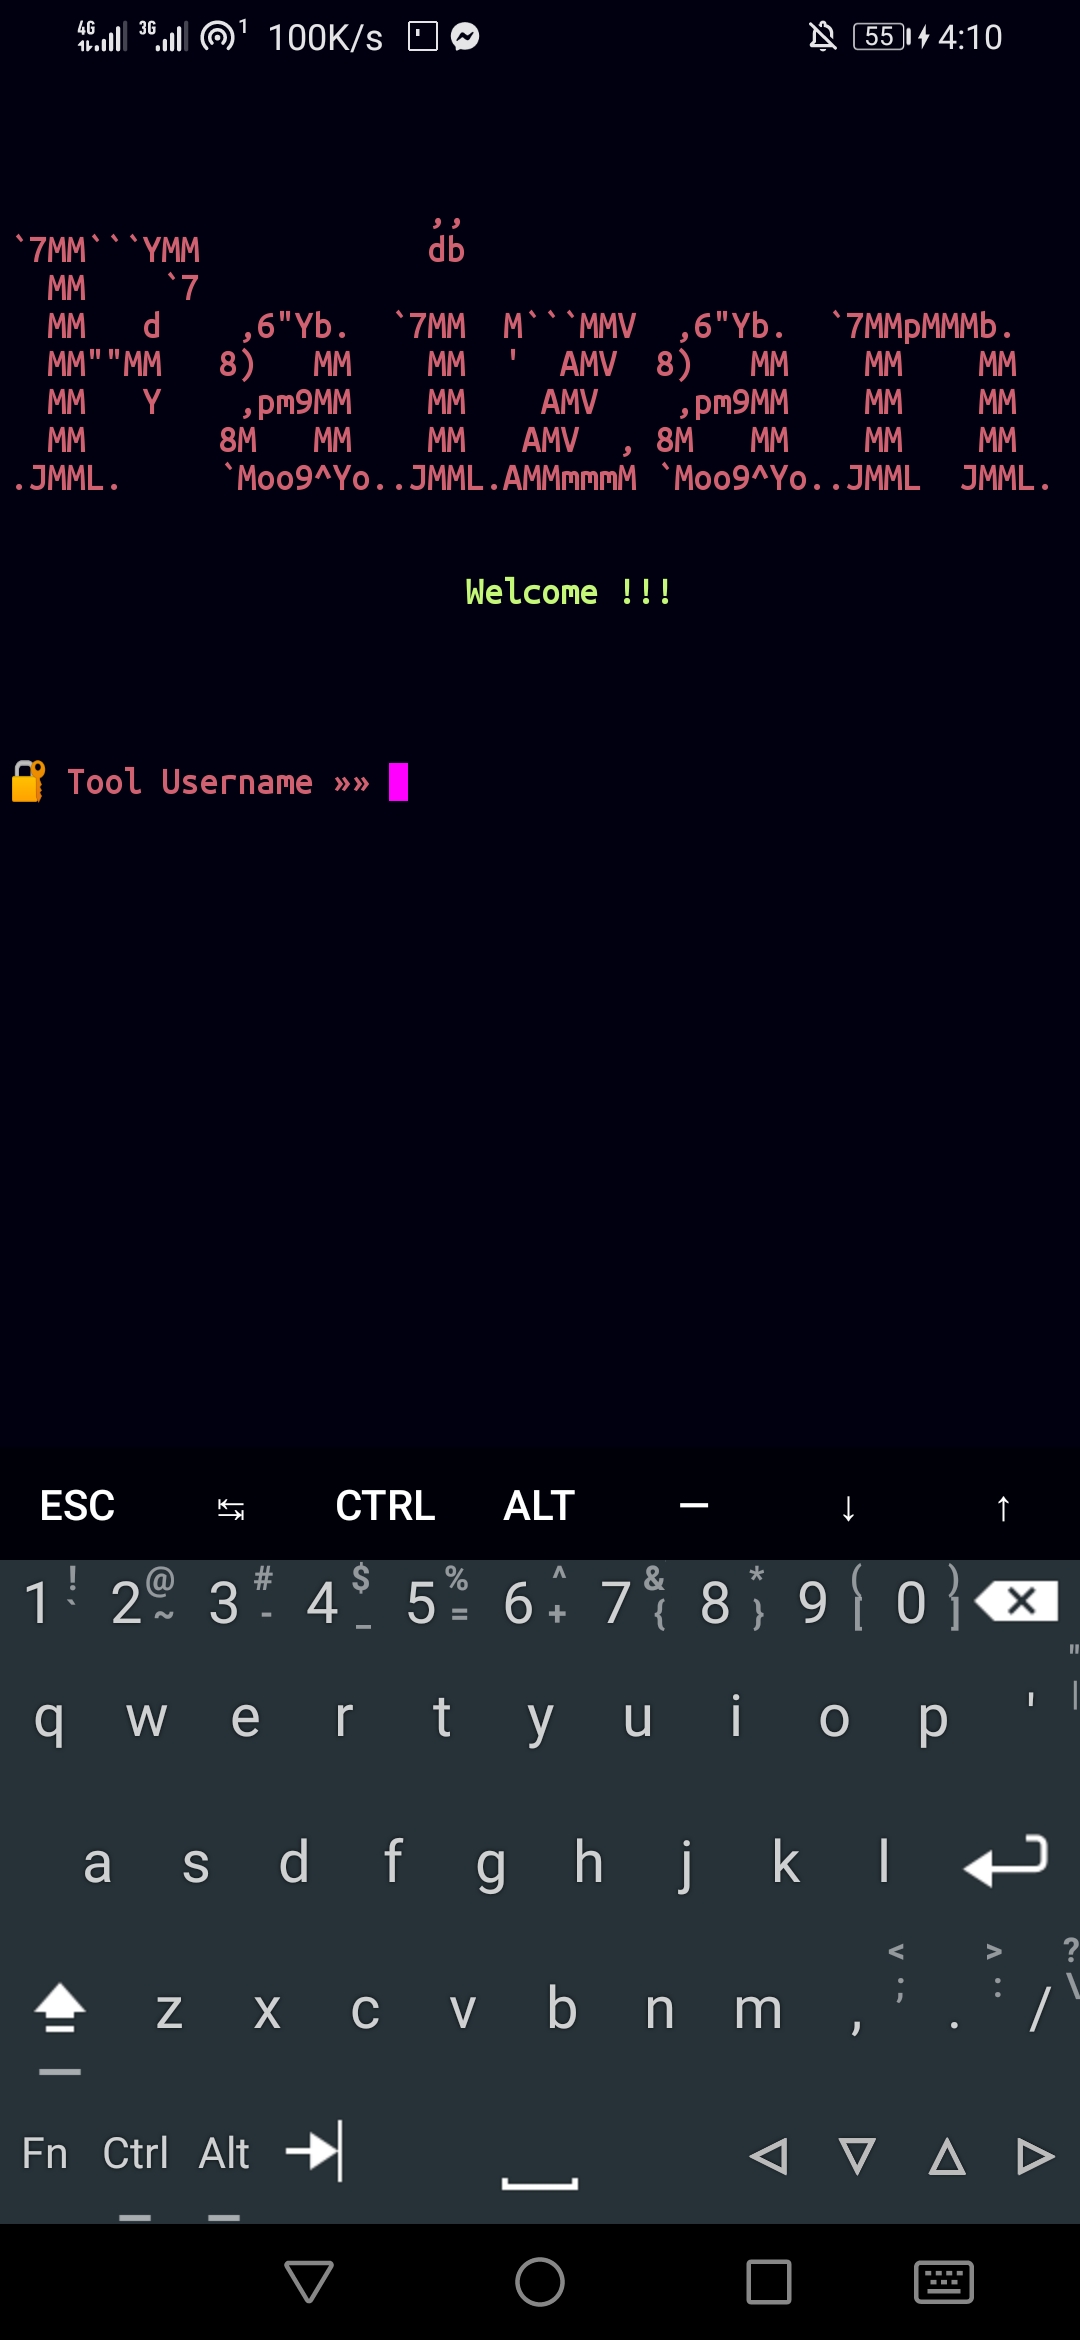 4G 3G 1 100K/s 55 4:10
                      ,,
`7MM```YMM            db
  MM    `7
  MM   d    ,6"Yb.  `7MM  M```MMV  ,6"Yb.  `7MMpMMMb.
  MM""MM   8)   MM    MM  '  AMV  8)   MM    MM    MM
  MM   Y    ,pm9MM    MM    AMV    ,pm9MM    MM    MM
  MM       8M   MM    MM   AMV  , 8M   MM    MM    MM
.JMML.     `Moo9^Yo..JMML.AMMmmmM `Moo9^Yo..JMML  JMML.
Welcome !!!
🔐 Tool Username »»
ESC ↹ CTRL ALT — ↓ ↑
! @ # $ % ^ & * ( )
1 2 3 4 5 6 7 8 9 0
` ~ - _ = + { } [ ]
"
q w e r t y u i o p ' |
a s d f g h j k l
< > ?
; : \
z x c v b n m , . /
Fn Ctrl Alt